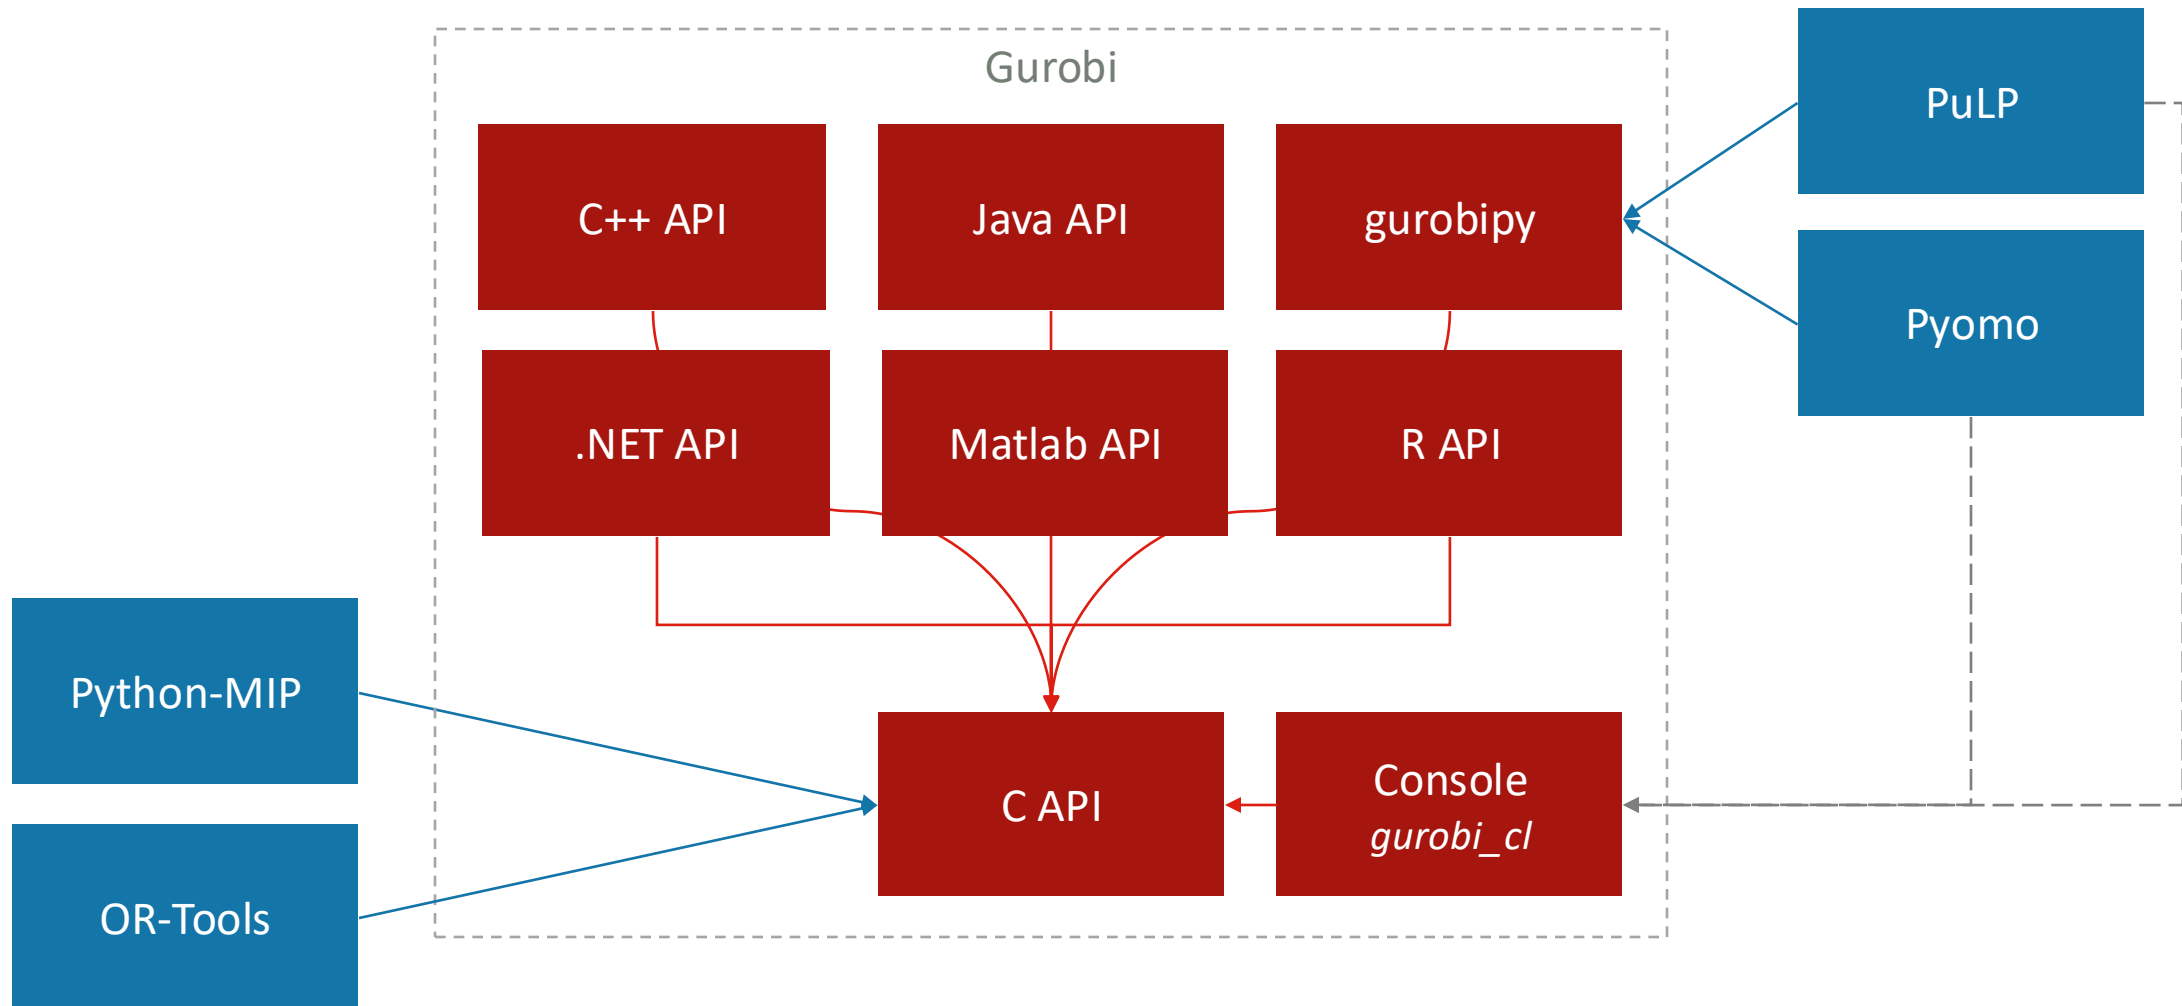 Gurobi
PuLP
C++ API
Java API
gurobipy
Pyomo
.NET API
Matlab API
R API
Python-MIP
C API
Console
gurobi_cl
OR-Tools